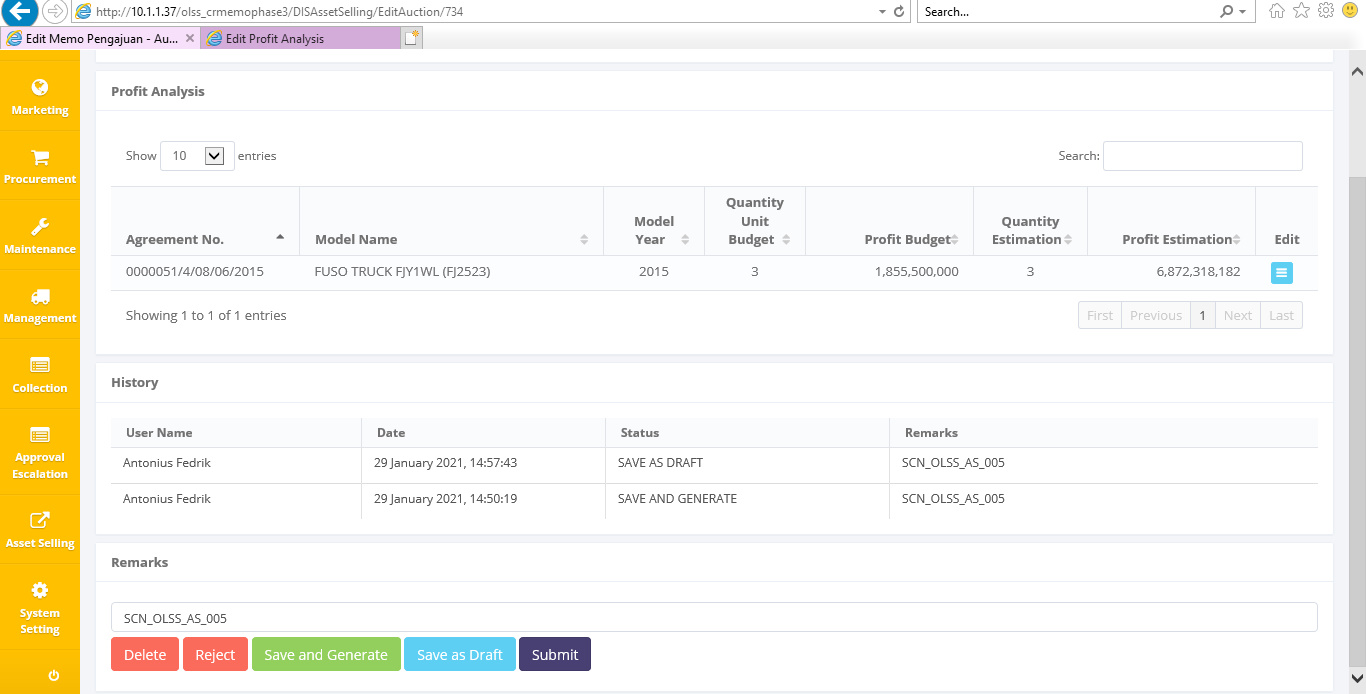 http://10.1.1.37/olss_crmemophase3/DISAssetSelling/EditAuction/734
Search...
Edit Memo Pengajuan - Au...
Edit Profit Analysis
Marketing
Procurement
Maintenance
Management
Collection
Approval
Escalation
Asset Selling
System
Setting
Profit Analysis
Show 10 entries
Search:
Agreement No. Model Name Model Year Quantity Unit Budget Profit Budget Quantity Estimation Profit Estimation Edit
0000051/4/08/06/2015 FUSO TRUCK FJY1WL (FJ2523) 2015 3 1,855,500,000 3 6,872,318,182
Showing 1 to 1 of 1 entries
First Previous 1 Next Last
History
User Name Date Status Remarks
Antonius Fedrik 29 January 2021, 14:57:43 SAVE AS DRAFT SCN_OLSS_AS_005
Antonius Fedrik 29 January 2021, 14:50:19 SAVE AND GENERATE SCN_OLSS_AS_005
Remarks
SCN_OLSS_AS_005
Delete Reject Save and Generate Save as Draft Submit